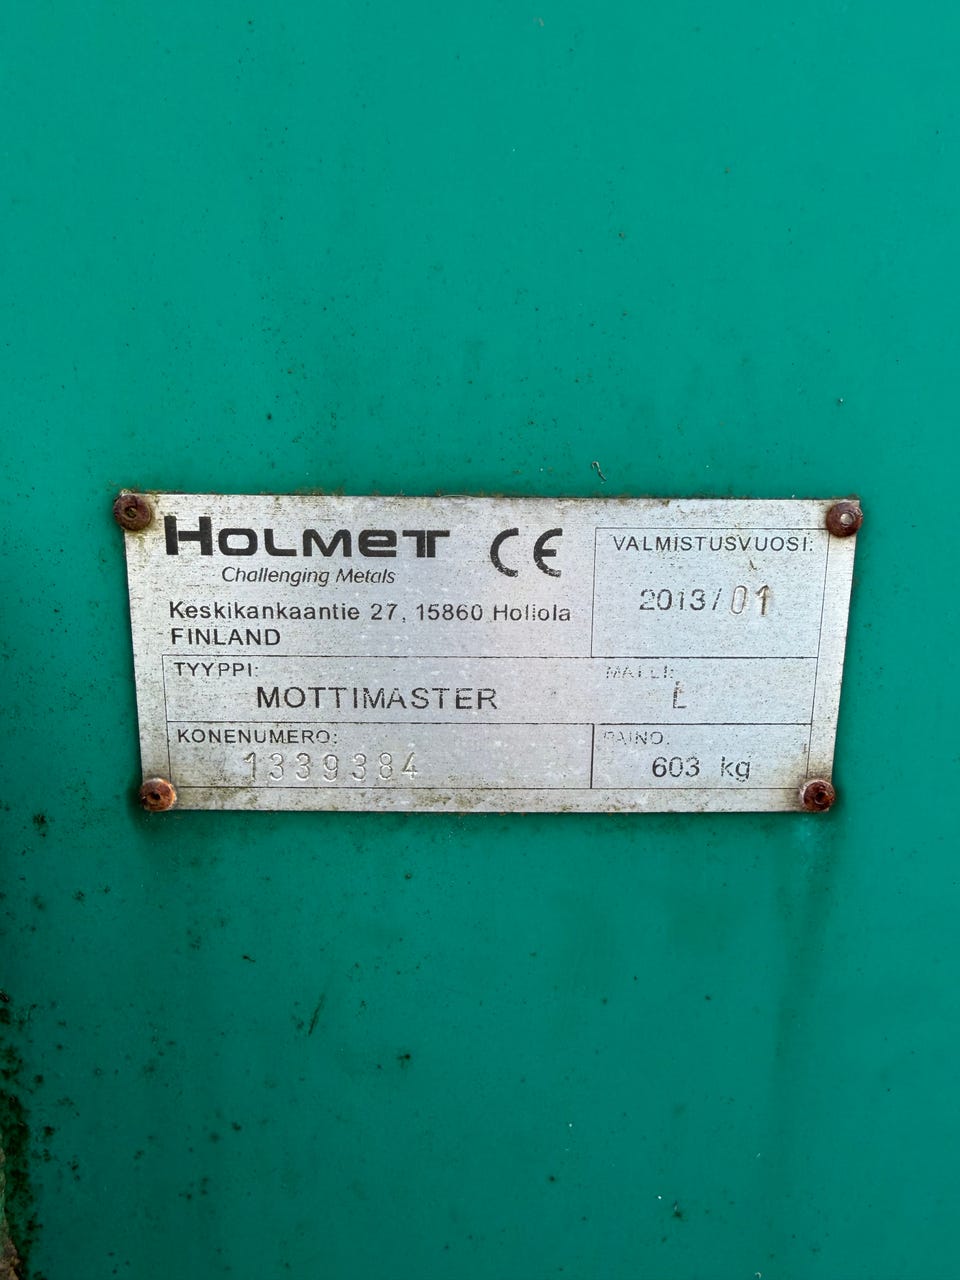 HOLMET CE
Challenging Metals
Keskikankaantie 27, 15860 Hollola
FINLAND
VALMISTUSVUOSI:
2013/01
TYYPPI:
MOTTIMASTER
MALLI:
L
KONENUMERO:
1339384
PAINO:
603 kg